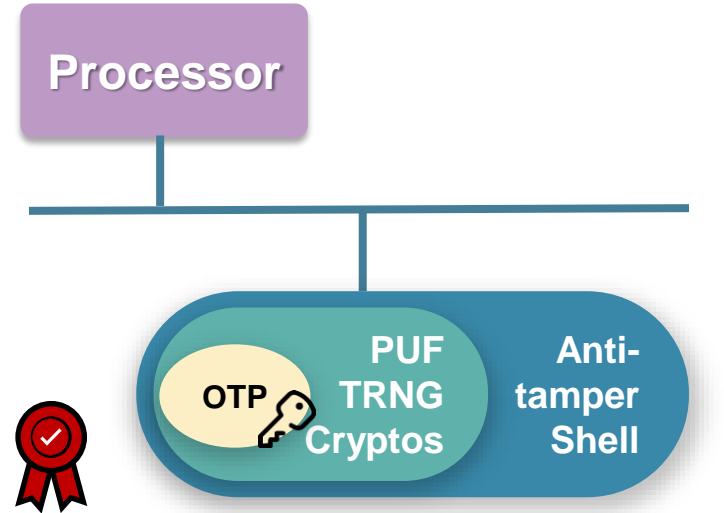 Processor
OTP
PUF
TRNG
Cryptos
Anti-
tamper
Shell